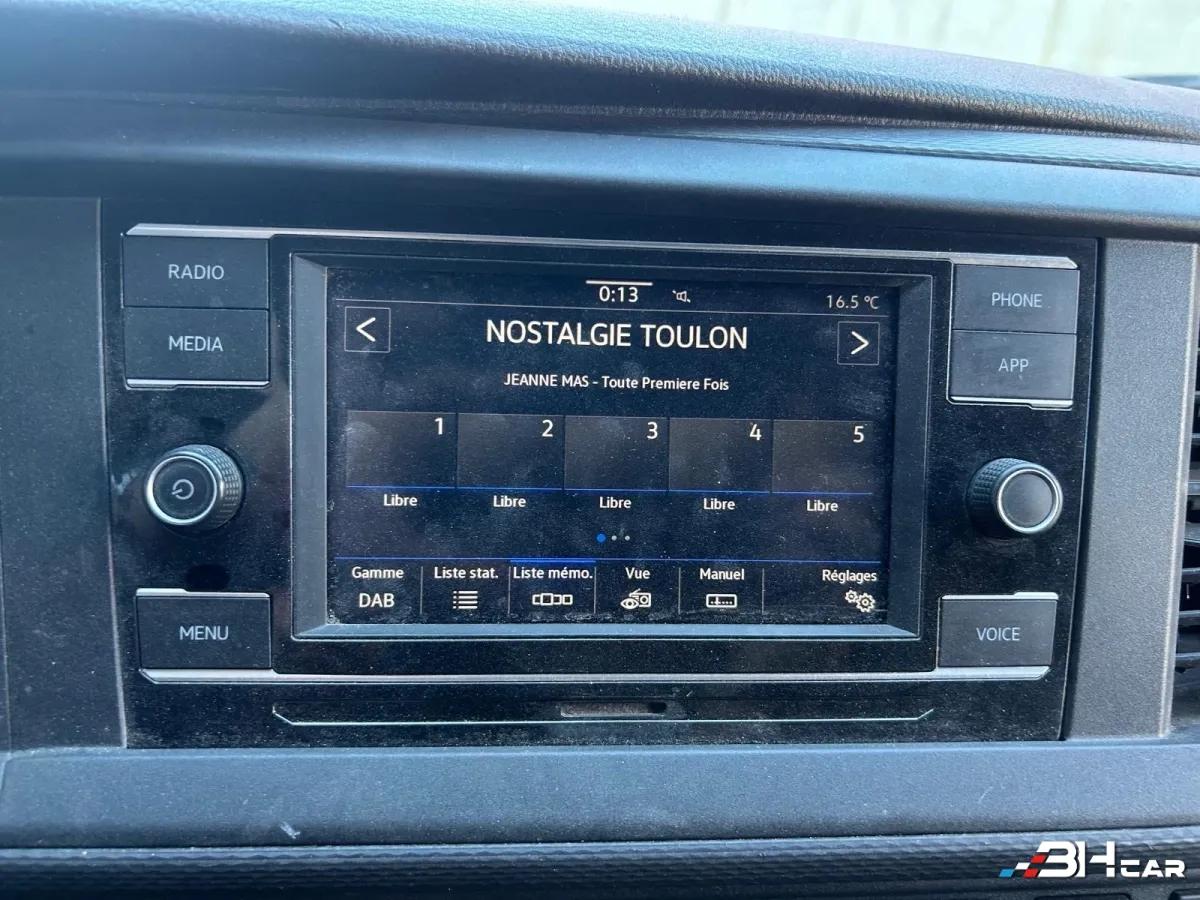 RADIO
MEDIA
MENU
0:13
16.5 °C
<
NOSTALGIE TOULON
>
JEANNE MAS - Toute Premiere Fois
1 2 3 4 5
Libre Libre Libre Libre Libre
Gamme Liste stat. Liste mémo. Vue Manuel Réglages
DAB
PHONE
APP
VOICE
3HCAR